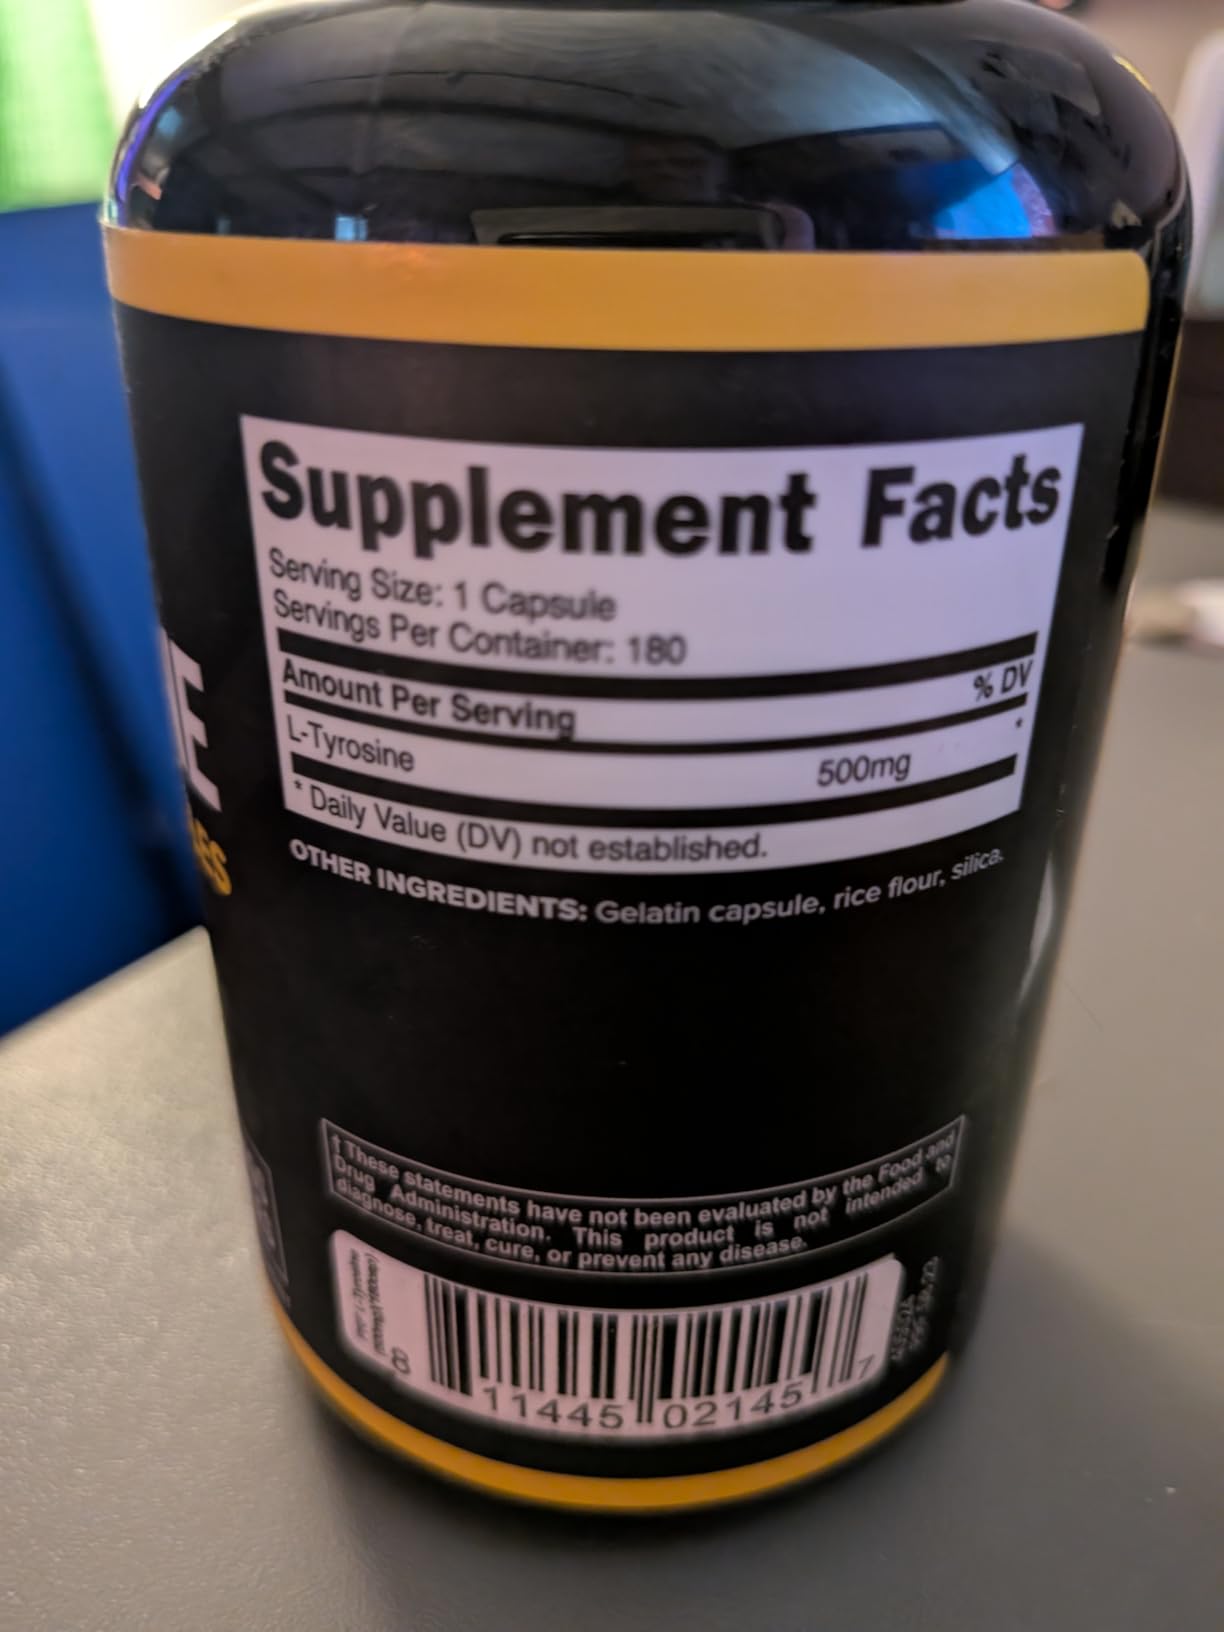 Supplement Facts
Serving Size: 1 Capsule
Servings Per Container: 180
Amount Per Serving % DV
L-Tyrosine 500mg *
* Daily Value (DV) not established.
OTHER INGREDIENTS: Gelatin capsule, rice flour, silica.
E
† These statements have not been evaluated by the Food and
Drug Administration. This product is not intended to
diagnose, treat, cure, or prevent any disease.
L-Tyrosine
8 11445 02145 7